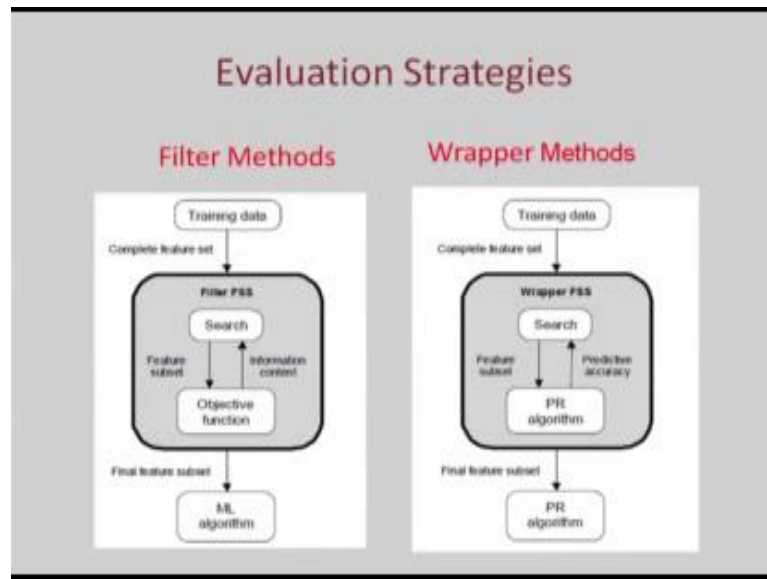 Evaluation Strategies
Filter Methods
Training data
Complete feature set
Filter FSS
Search
Feature
subset
Information
content
Objective
function
Final feature subset
ML
algorithm
Wrapper Methods
Training data
Complete feature set
Wrapper FSS
Search
Feature
subset
Predictive
accuracy
PR
algorithm
Final feature subset
PR
algorithm